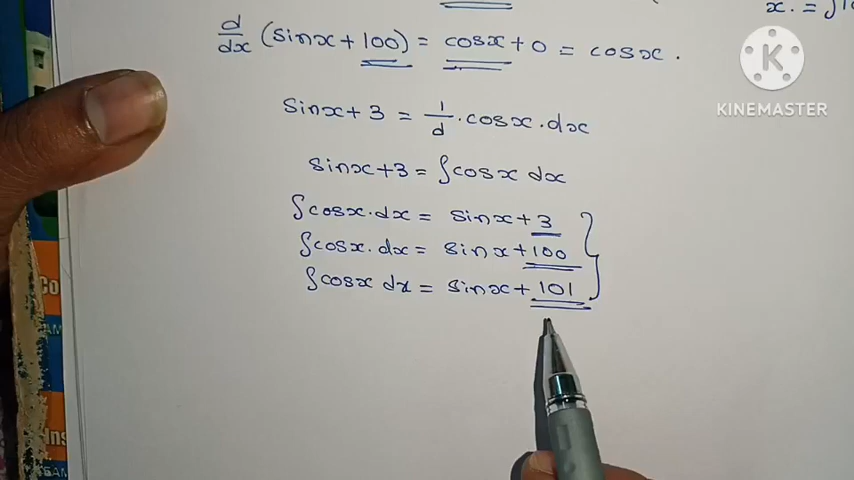 x. = ∫10
d/dx (sinx + 100) = cosx + 0 = cosx .
KINEMASTER
sinx + 3 = 1/d . cosx . dx
sinx + 3 = ∫cosx dx
∫cosx . dx = sinx + 3
∫cosx . dx = sinx + 100
∫cosx dx = sinx + 101